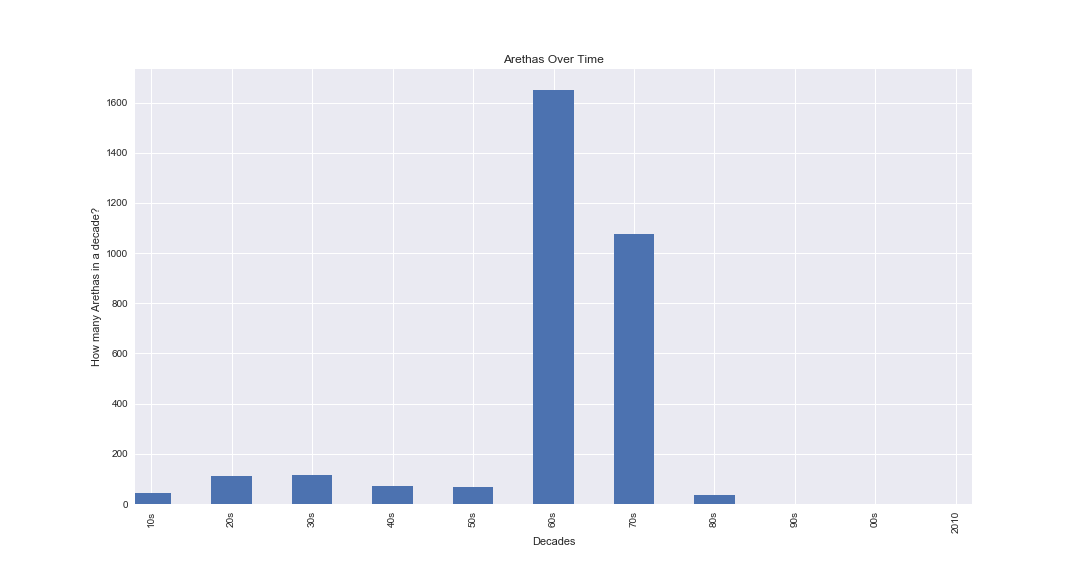 Arethas Over Time
How many Arethas in a decade?
1600
1400
1200
1000
800
600
400
200
0
10s
20s
30s
40s
50s
60s
70s
80s
90s
00s
2010
Decades